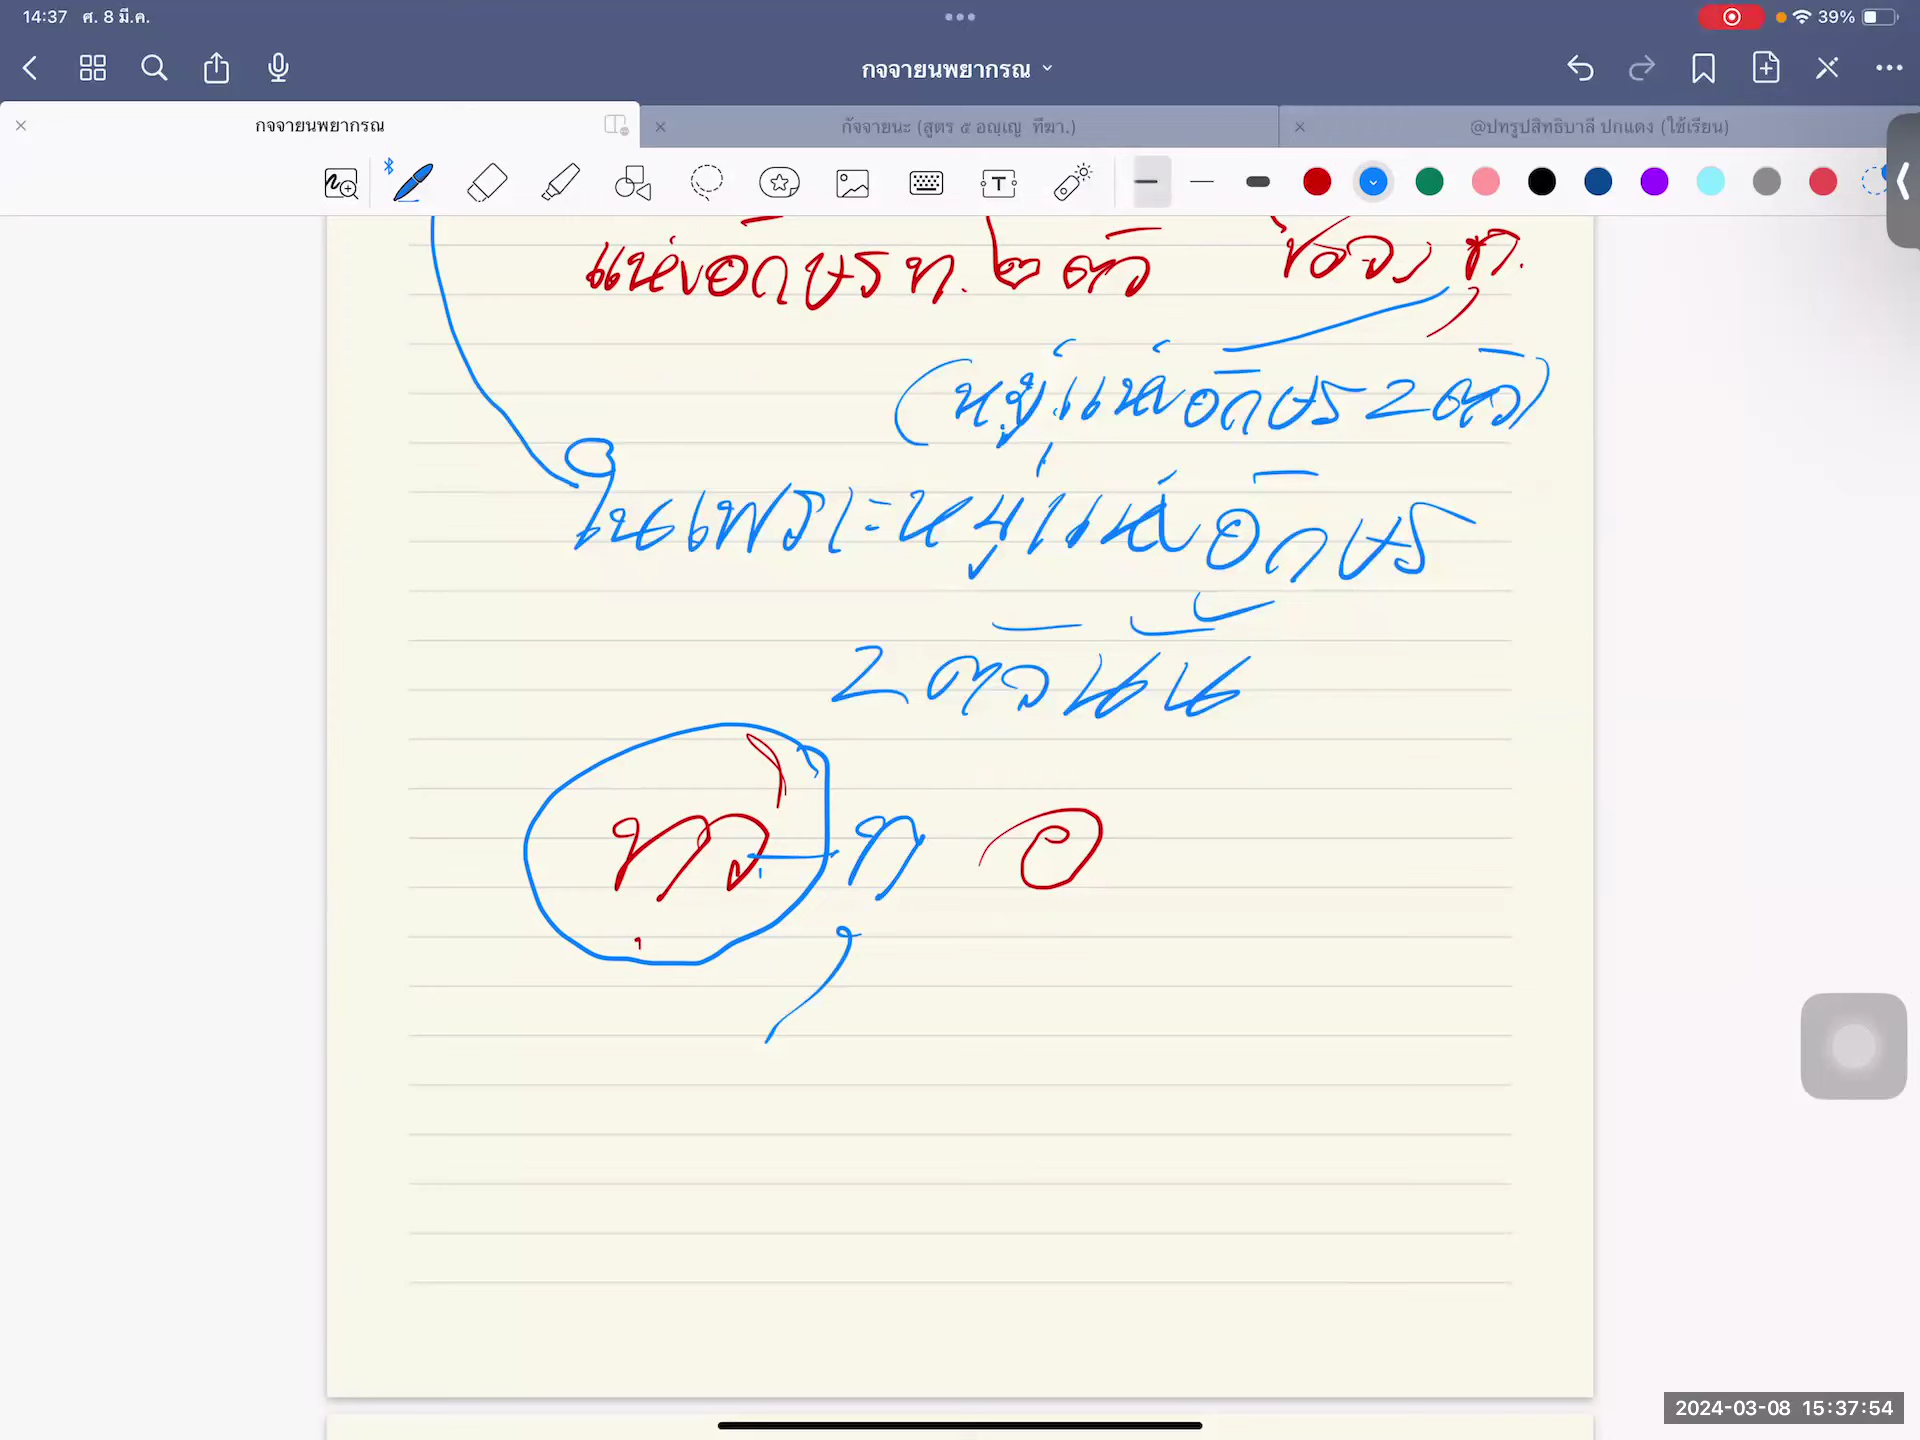 14:37 ศ. 8 มี.ค.
39%
กจจายนพยากรณ
กจจายนพยากรณ
กัจจายนะ (สูตร ๕ อญฺเญ ทีฆา.)
@ปทรูปสิทธิบาลี ปกแดง (ใช้เรียน)
แห่งอักษร ท. ๒ ตัว ของ ท.
(หมู่แห่งอักษร 2 ตัว)
ในเพราะหมู่แห่งอักษร
2 ตัวนั้น
ท อ
2024-03-08 15:37:54